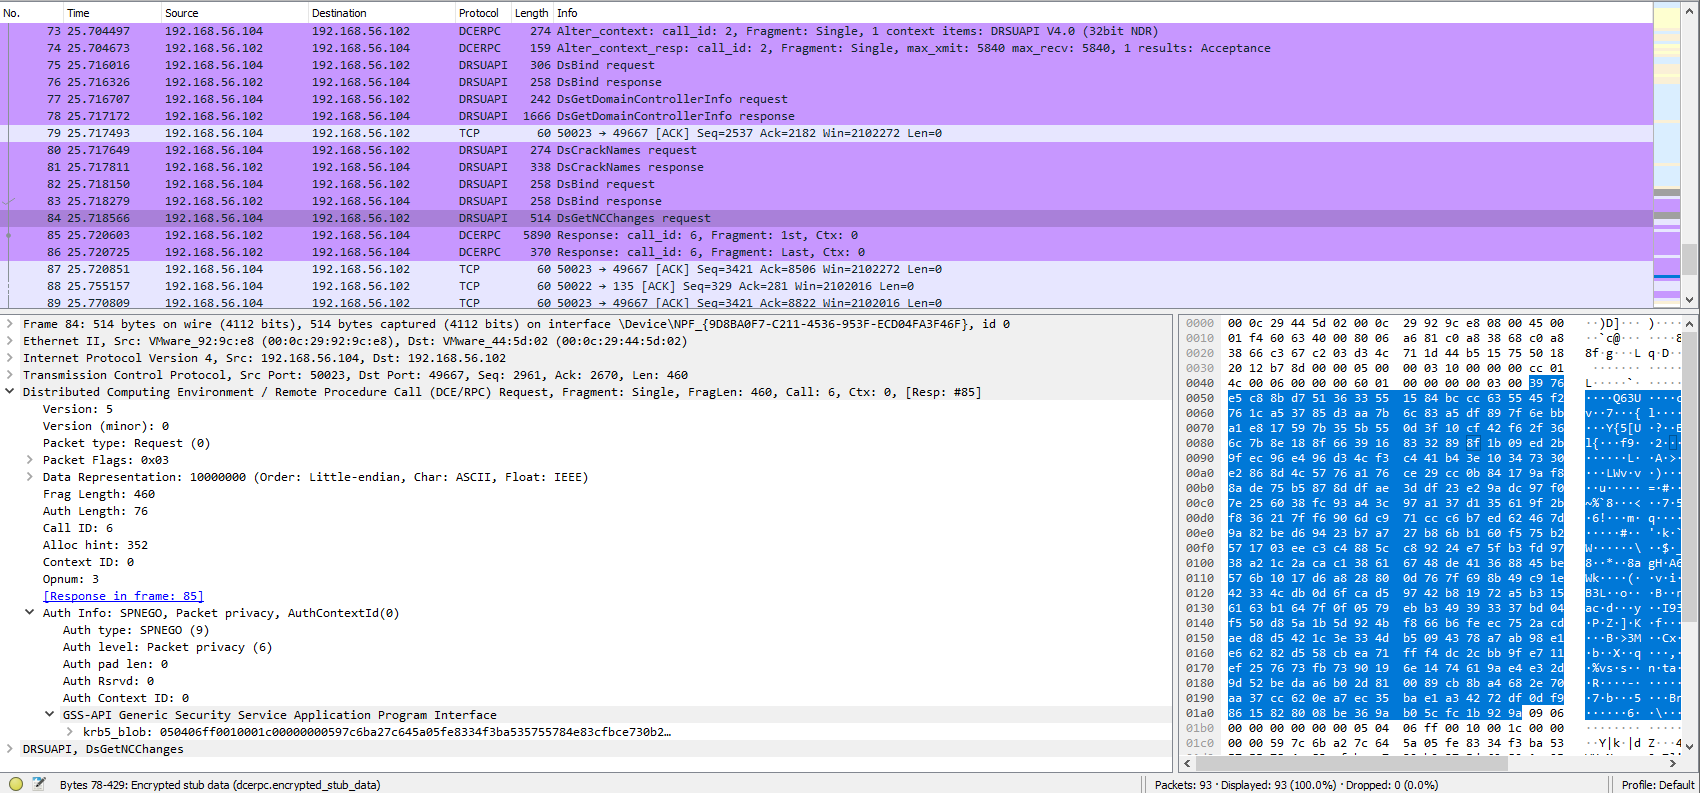 No. Time Source Destination Protocol Length Info
73 25.704497 192.168.56.104 192.168.56.102 DCERPC 274 Alter_context: call_id: 2, Fragment: Single, 1 context items: DRSUAPI V4.0 (32bit NDR)
74 25.704673 192.168.56.102 192.168.56.104 DCERPC 159 Alter_context_resp: call_id: 2, Fragment: Single, max_xmit: 5840 max_recv: 5840, 1 results: Acceptance
75 25.716016 192.168.56.104 192.168.56.102 DRSUAPI 306 DsBind request
76 25.716326 192.168.56.102 192.168.56.104 DRSUAPI 258 DsBind response
77 25.716707 192.168.56.104 192.168.56.102 DRSUAPI 242 DsGetDomainControllerInfo request
78 25.717172 192.168.56.102 192.168.56.104 DRSUAPI 1666 DsGetDomainControllerInfo response
79 25.717493 192.168.56.104 192.168.56.102 TCP 60 50023 → 49667 [ACK] Seq=2537 Ack=2182 Win=2102272 Len=0
80 25.717649 192.168.56.104 192.168.56.102 DRSUAPI 274 DsCrackNames request
81 25.717811 192.168.56.102 192.168.56.104 DRSUAPI 338 DsCrackNames response
82 25.718150 192.168.56.104 192.168.56.102 DRSUAPI 258 DsBind request
83 25.718279 192.168.56.102 192.168.56.104 DRSUAPI 258 DsBind response
84 25.718566 192.168.56.104 192.168.56.102 DRSUAPI 514 DsGetNCChanges request
85 25.720603 192.168.56.102 192.168.56.104 DCERPC 5890 Response: call_id: 6, Fragment: 1st, Ctx: 0
86 25.720725 192.168.56.102 192.168.56.104 DCERPC 370 Response: call_id: 6, Fragment: Last, Ctx: 0
87 25.720851 192.168.56.104 192.168.56.102 TCP 60 50023 → 49667 [ACK] Seq=3421 Ack=8506 Win=2102272 Len=0
88 25.755157 192.168.56.104 192.168.56.102 TCP 60 50022 → 135 [ACK] Seq=329 Ack=281 Win=2102016 Len=0
89 25.770809 192.168.56.104 192.168.56.102 TCP 60 50023 → 49667 [ACK] Seq=3421 Ack=8822 Win=2102016 Len=0
Frame 84: 514 bytes on wire (4112 bits), 514 bytes captured (4112 bits) on interface \Device\NPF_{9D8BA0F7-C211-4536-953F-ECD04FA3F46F}, id 0
Ethernet II, Src: VMware_92:9c:e8 (00:0c:29:92:9c:e8), Dst: VMware_44:5d:02 (00:0c:29:44:5d:02)
Internet Protocol Version 4, Src: 192.168.56.104, Dst: 192.168.56.102
Transmission Control Protocol, Src Port: 50023, Dst Port: 49667, Seq: 2961, Ack: 2670, Len: 460
Distributed Computing Environment / Remote Procedure Call (DCE/RPC) Request, Fragment: Single, FragLen: 460, Call: 6, Ctx: 0, [Resp: #85]
Version: 5
Version (minor): 0
Packet type: Request (0)
Packet Flags: 0x03
Data Representation: 10000000 (Order: Little-endian, Char: ASCII, Float: IEEE)
Frag Length: 460
Auth Length: 76
Call ID: 6
Alloc hint: 352
Context ID: 0
Opnum: 3
[Response in frame: 85]
Auth Info: SPNEGO, Packet privacy, AuthContextId(0)
Auth type: SPNEGO (9)
Auth level: Packet privacy (6)
Auth pad len: 0
Auth Rsrvd: 0
Auth Context ID: 0
GSS-API Generic Security Service Application Program Interface
krb5_blob: 050406ff0010001c00000000597c6ba27c645a05fe8334f3ba535755784e83cfbce730b2…
DRSUAPI, DsGetNCChanges
0000 00 0c 29 44 5d 02 00 0c 29 92 9c e8 08 00 45 00
0010 01 f4 60 63 40 00 80 06 a6 81 c0 a8 38 68 c0 a8
0020 38 66 c3 67 c2 03 d3 4c 71 1d 44 b5 15 75 50 18
0030 20 12 b7 8d 00 00 05 00 00 03 10 00 00 00 cc 01
0040 4c 00 06 00 00 00 60 01 00 00 00 00 03 00 39 76
0050 e5 c8 8b d7 51 36 33 55 15 84 bc cc 63 55 45 f2
0060 76 1c a5 37 85 d3 aa 7b 6c 83 a5 df 89 7f 6e bb
0070 a1 e8 17 59 7b 35 5b 55 0d 3f 10 cf 42 f6 2f 36
0080 6c 7b 8e 18 8f 66 39 16 83 32 89 8f 1b 09 ed 2b
0090 9f ec 96 e4 96 d3 4c f3 c4 41 b4 3e 10 34 73 30
00a0 e2 86 8d 4c 57 76 a1 76 ce 29 cc 0b 84 17 9a f8
00b0 8a de 75 b5 87 8d df ae 3d df 23 e2 9a dc 97 f0
00c0 7e 25 60 38 fc 93 a4 3c 97 a1 37 d1 35 61 9f 2b
00d0 f8 36 21 7f f6 90 6d c9 71 cc c6 b7 ed 62 46 7d
00e0 9a 82 be d6 94 23 b7 a7 27 b8 6b b1 60 f5 75 b2
00f0 57 17 03 ee c3 c4 88 5c c8 92 24 e7 5f b3 fd 97
0100 38 a2 1c 2a ca c1 38 61 67 48 de 41 36 88 45 be
0110 57 6b 10 17 d6 a8 28 80 0d 76 7f 69 8b 49 c9 1e
0120 42 33 4c db 0d 6f ca d5 97 42 b8 19 72 a5 b3 15
0130 61 63 b1 64 7f 0f 05 79 eb b3 49 39 33 37 bd 04
0140 f5 50 d8 5a 1b 5d 92 4b f8 66 b6 fe ec 75 2a cd
0150 ae d8 d5 42 1c 3e 33 4d b5 09 43 78 a7 ab 98 e1
0160 e6 62 82 d5 58 cb ea 71 ff f4 dc 2c bb 9f e7 11
0170 ef 25 76 73 fb 73 90 19 6e 14 74 61 9a e4 e3 2d
0180 9d 52 be da a6 b0 2d 81 00 89 cb 8b a4 68 2e 70
0190 aa 37 cc 62 0e a7 ec 35 ba e1 a3 42 72 df 0d f9
01a0 86 15 82 80 08 be 36 9a b0 5c fc 1b 92 9a 09 06
01b0 00 00 00 00 00 00 05 04 06 ff 00 10 00 1c 00 00
01c0 00 00 59 7c 6b a2 7c 64 5a 05 fe 83 34 f3 ba 53
Bytes 78-429: Encrypted stub data (dcerpc.encrypted_stub_data)
Packets: 93 · Displayed: 93 (100.0%) · Dropped: 0 (0.0%)
Profile: Default